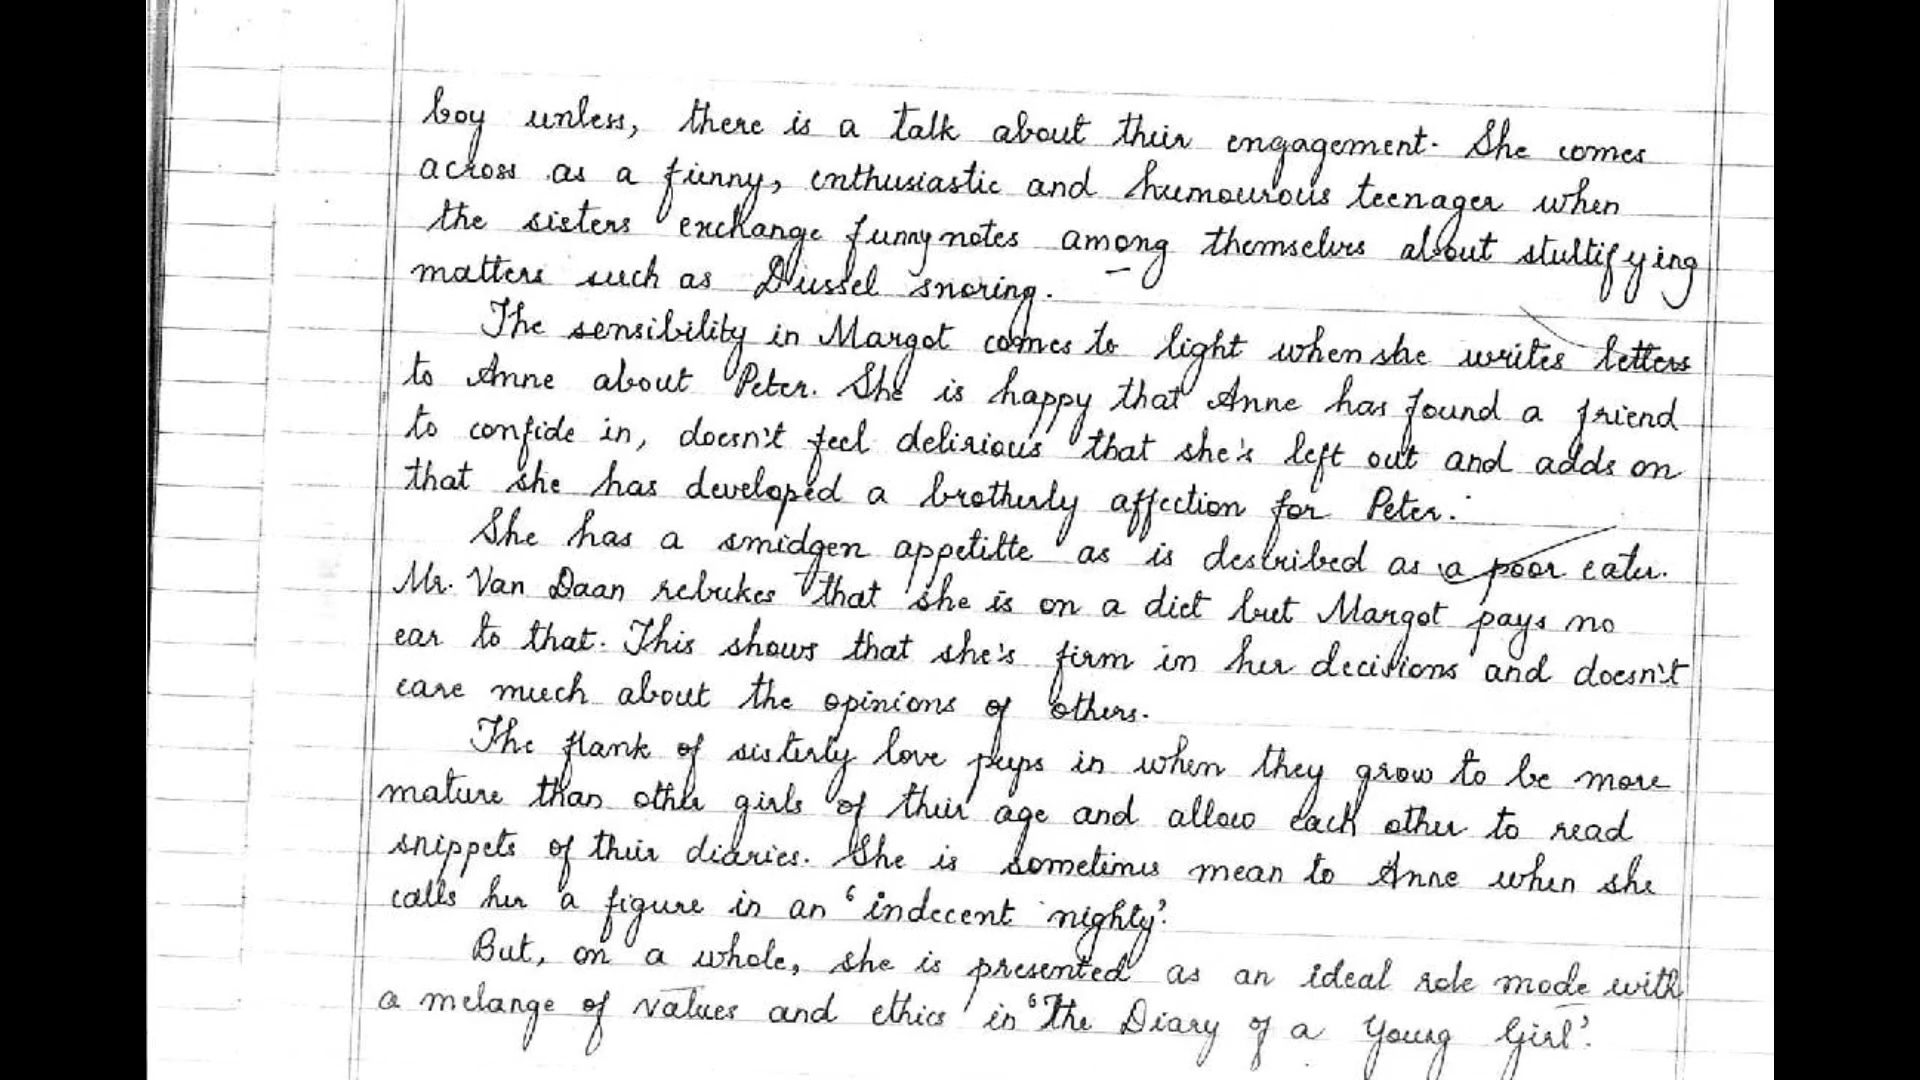 boy unless, there is a talk about their engagement. She comes
across as a funny, enthusiastic and humourous teenager when
the sisters exchange funny notes among themselves about stultifying
matters such as Dussel snoring.
The sensibility in Margot comes to light when she writes letters
to Anne about Peter. She is happy that Anne has found a friend
to confide in, doesn't feel delirious that she's left out and adds on
that she has developed a brotherly affection for Peter.
She has a smidgen appetitte as is desbribed as a poor eater.
Mr. Van Daan rebukes that she is on a diet but Margot pays no
ear to that. This shows that she's firm in her decisions and doesn't
care much about the opinions of others.
The flank of sisterly love peeps in when they grow to be more
mature than other girls of their age and allow each other to read
snippets of their diaries. She is sometimes mean to Anne when she
calls her a figure in an 'indecent nighty'.
But, on a whole, she is presented as an ideal role mode with
a melange of values and ethics in 'The Diary of a Young Girl'.